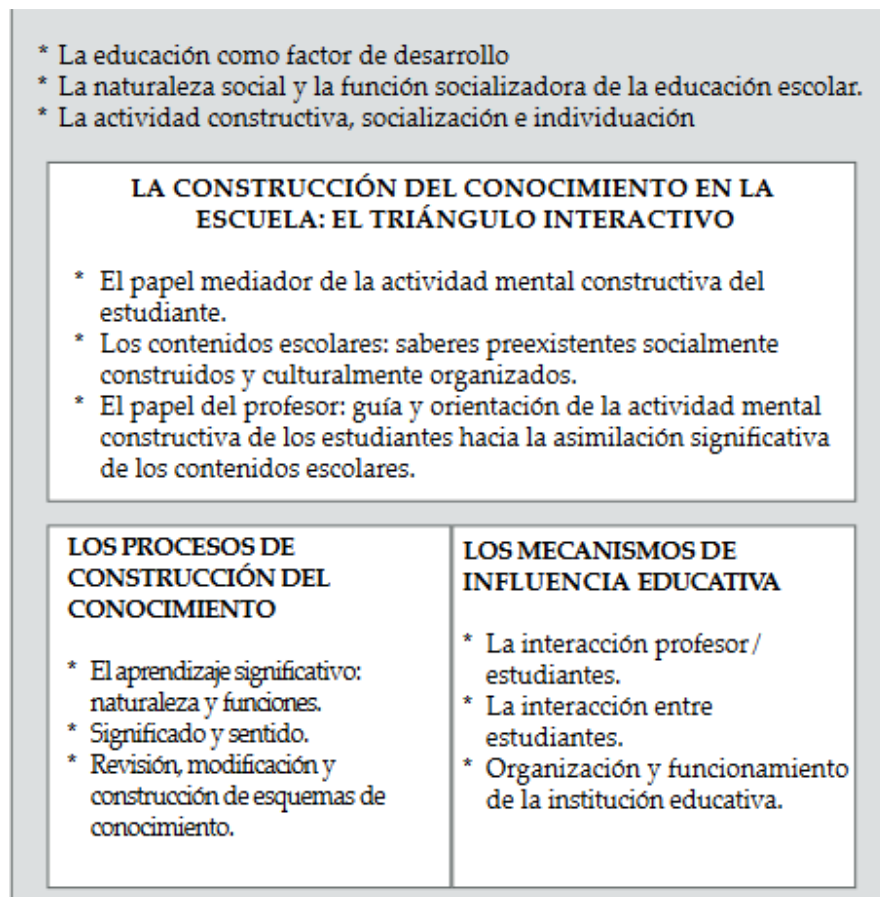 * La educación como factor de desarrollo
* La naturaleza social y la función socializadora de la educación escolar.
* La actividad constructiva, socialización e individuación
LA CONSTRUCCIÓN DEL CONOCIMIENTO EN LA
ESCUELA: EL TRIÁNGULO INTERACTIVO
* El papel mediador de la actividad mental constructiva del
estudiante.
* Los contenidos escolares: saberes preexistentes socialmente
construidos y culturalmente organizados.
* El papel del profesor: guía y orientación de la actividad mental
constructiva de los estudiantes hacia la asimilación significativa
de los contenidos escolares.
LOS PROCESOS DE
CONSTRUCCIÓN DEL
CONOCIMIENTO
* El aprendizaje significativo:
naturaleza y funciones.
* Significado y sentido.
* Revisión, modificación y
construcción de esquemas de
conocimiento.
LOS MECANISMOS DE
INFLUENCIA EDUCATIVA
* La interacción profesor /
estudiantes.
* La interacción entre
estudiantes.
* Organización y funcionamiento
de la institución educativa.